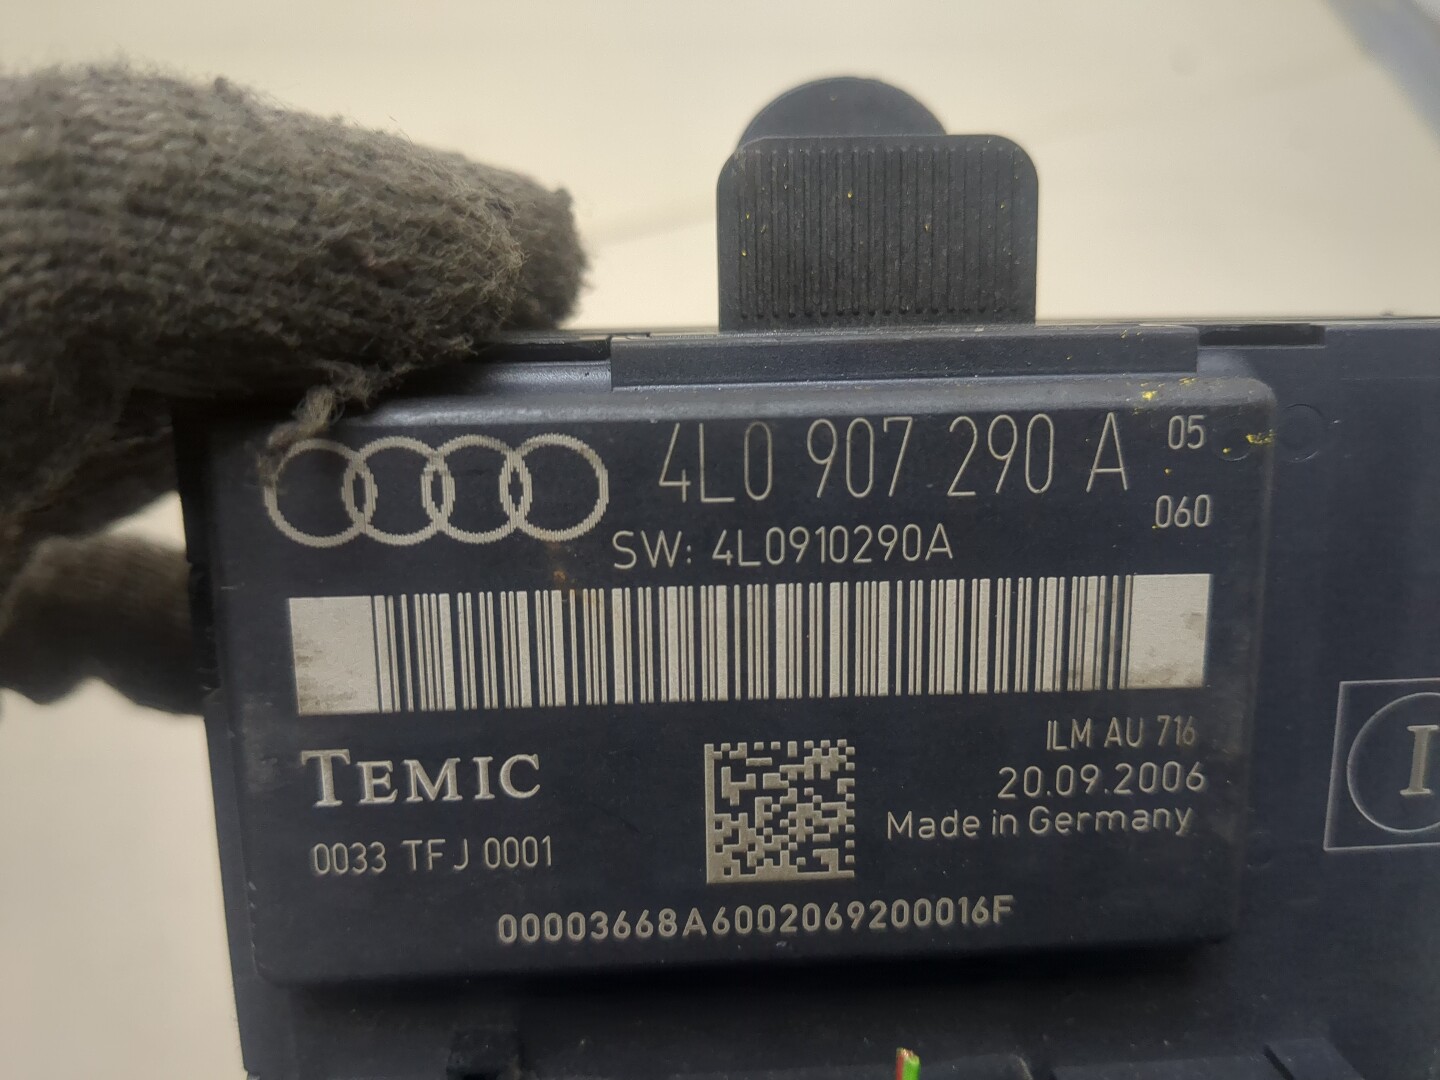 4L0 907 290 A 05
060
SW: 4L0910290A
TEMIC
0033 TFJ 0001
ILM AU 716
20.09.2006
Made in Germany
00003668A6002069200016F
I